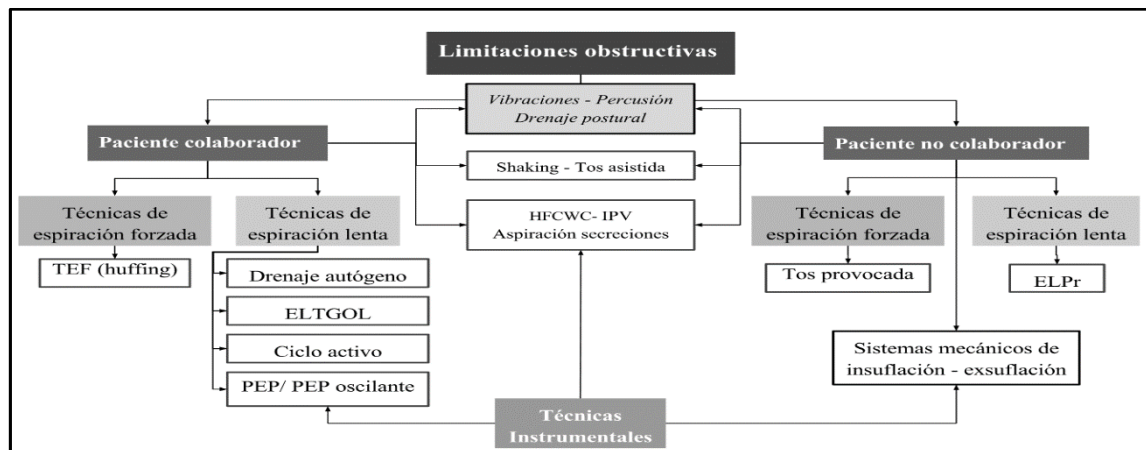 Limitaciones obstructivas
Vibraciones - Percusión
Drenaje postural
Paciente colaborador
Paciente no colaborador
Shaking - Tos asistida
Técnicas de
espiración forzada
Técnicas de
espiración lenta
HFCWC- IPV
Aspiración secreciones
Técnicas de
espiración forzada
Técnicas de
espiración lenta
TEF (huffing)
Drenaje autógeno
Tos provocada
ELPr
ELTGOL
Ciclo activo
Sistemas mecánicos de
insuflación - exsuflación
PEP/ PEP oscilante
Técnicas
Instrumentales